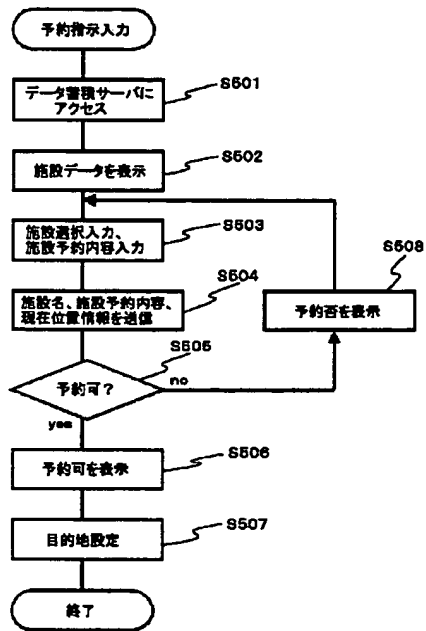 予約指示入力
データ蓄積サーバに
アクセス
S501
施設データを表示
S502
施設選択入力、
施設予約内容入力
S503
施設名、施設予約内容、
現在位置情報を送信
S504
予約可?
S505
no
予約否を表示
S508
yes
予約可を表示
S506
目的地設定
S507
終了